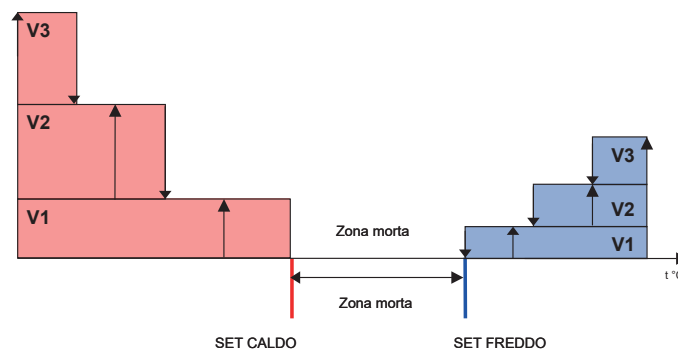 V3
V2
V1
Zona morta
Zona morta
V3
V2
V1
t °C
SET CALDO
SET FREDDO